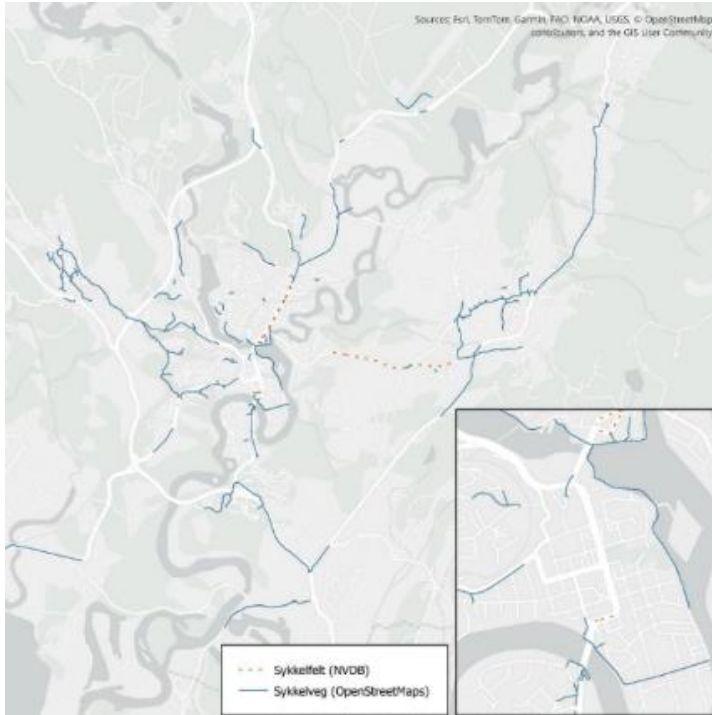 Sources: Esri, TomTom, Garmin, FAO, NOAA, USGS, © OpenStreetMap
contributors, and the GIS User Community
Sykkelfelt (NVDB)
Sykkelveg (OpenStreetMaps)